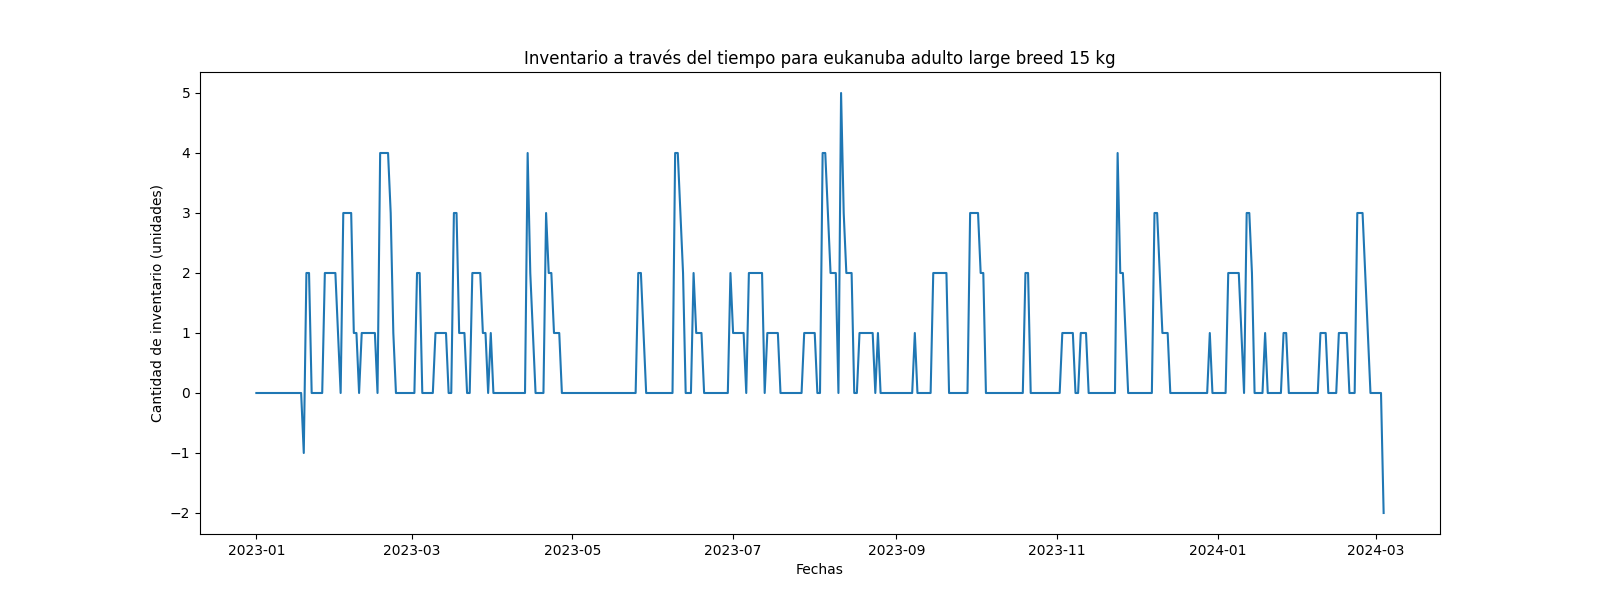 Inventario a través del tiempo para eukanuba adulto large breed 15 kg
Cantidad de inventario (unidades)
5
4
3
2
1
0
−1
−2
2023-01 2023-03 2023-05 2023-07 2023-09 2023-11 2024-01 2024-03
Fechas